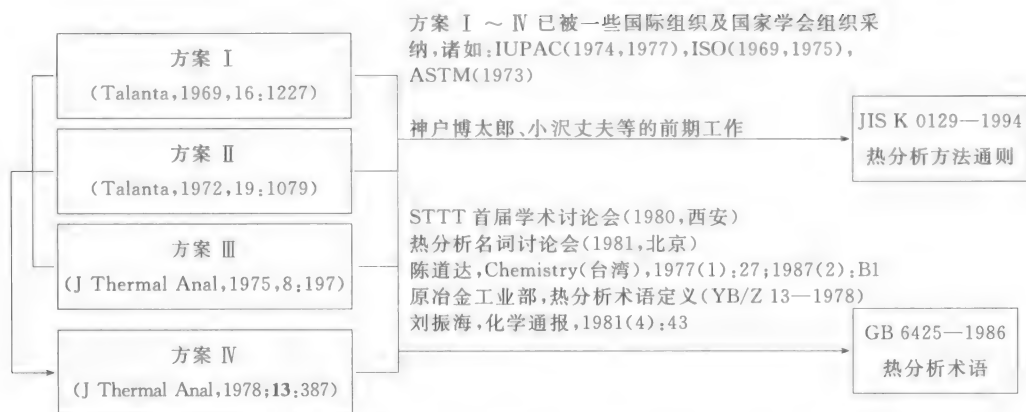 方案 Ⅰ
(Talanta,1969,16:1227)
方案 Ⅱ
(Talanta,1972,19:1079)
方案 Ⅲ
(J Thermal Anal,1975,8:197)
方案 Ⅳ
(J Thermal Anal,1978;13:387)
方案 Ⅰ ～ Ⅳ 已被一些国际组织及国家学会组织采
纳,诸如:IUPAC(1974,1977),ISO(1969,1975),
ASTM(1973)
神户博太郎、小沢丈夫等的前期工作
JIS K 0129—1994
热分析方法通则
STTT 首届学术讨论会(1980,西安)
热分析名词讨论会(1981,北京)
陈道达,Chemistry(台湾),1977(1):27;1987(2):B1
原冶金工业部,热分析术语定义(YB/Z 13—1978)
刘振海,化学通报,1981(4):43
GB 6425—1986
热分析术语